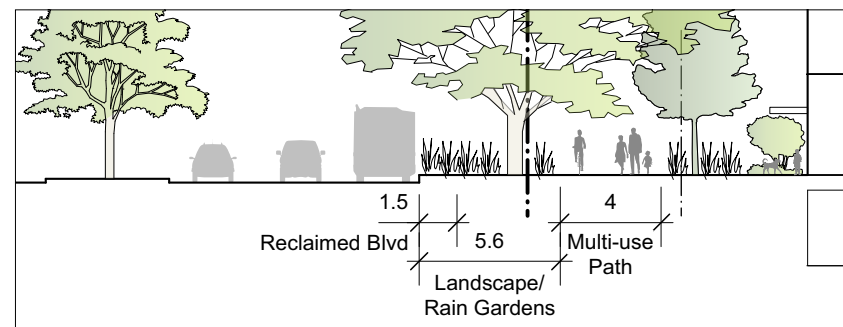 1.5
4
Reclaimed Blvd
5.6
Multi-use
Path
Landscape/
Rain Gardens